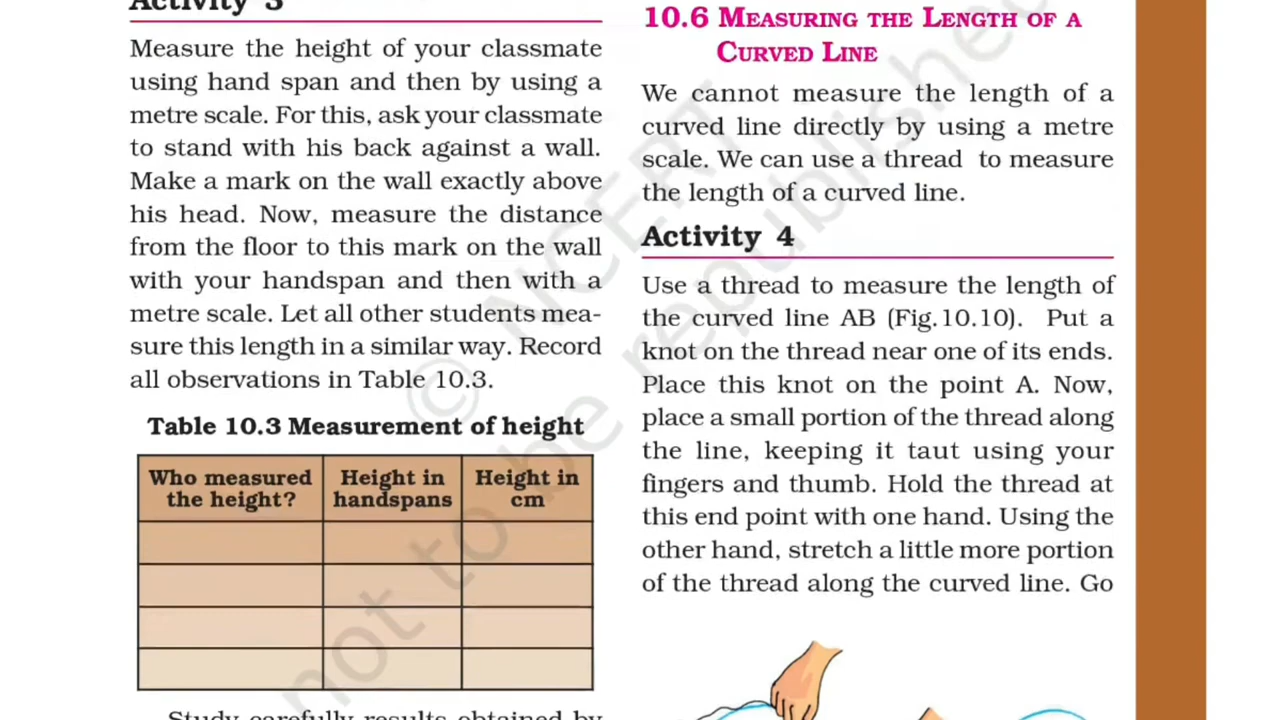 Activity 3
Measure the height of your classmate
using hand span and then by using a
metre scale. For this, ask your classmate
to stand with his back against a wall.
Make a mark on the wall exactly above
his head. Now, measure the distance
from the floor to this mark on the wall
with your handspan and then with a
metre scale. Let all other students mea-
sure this length in a similar way. Record
all observations in Table 10.3.
Table 10.3 Measurement of height
Who measured
the height?
Height in
handspans
Height in
cm
Study carefully results obtained by
10.6 MEASURING THE LENGTH OF A
CURVED LINE
We cannot measure the length of a
curved line directly by using a metre
scale. We can use a thread to measure
the length of a curved line.
Activity 4
Use a thread to measure the length of
the curved line AB (Fig.10.10). Put a
knot on the thread near one of its ends.
Place this knot on the point A. Now,
place a small portion of the thread along
the line, keeping it taut using your
fingers and thumb. Hold the thread at
this end point with one hand. Using the
other hand, stretch a little more portion
of the thread along the curved line. Go
© NCERT
not to be republished